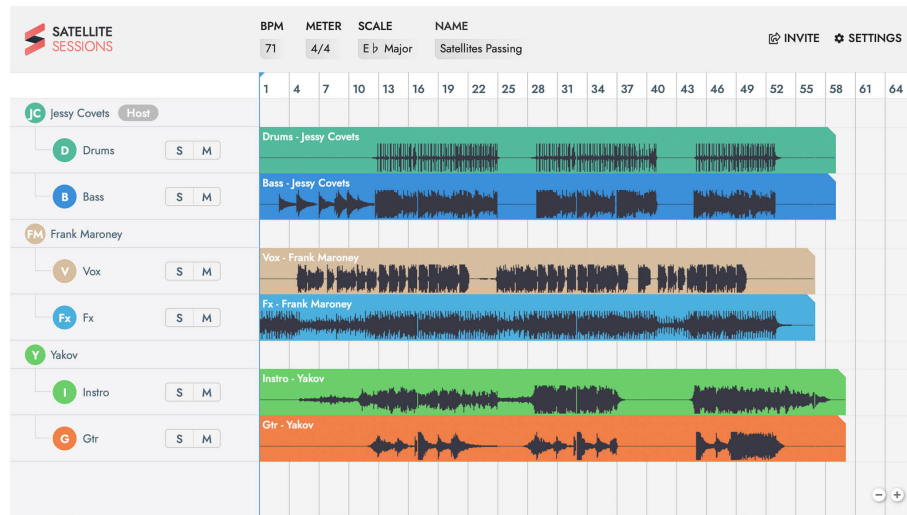 SATELLITE
SESSIONS
BPM METER SCALE NAME
71 4/4 E♭ Major Satellites Passing
INVITE SETTINGS
1 4 7 10 13 16 19 22 25 28 31 34 37 40 43 46 49 52 55 58 61 64
JC Jessy Covets Host
D Drums S M
Drums - Jessy Covets
B Bass S M
Bass - Jessy Covets
FM Frank Maroney
V Vox S M
Vox - Frank Maroney
Fx Fx S M
Fx - Frank Maroney
Y Yakov
I Instro S M
Instro - Yakov
G Gtr S M
Gtr - Yakov